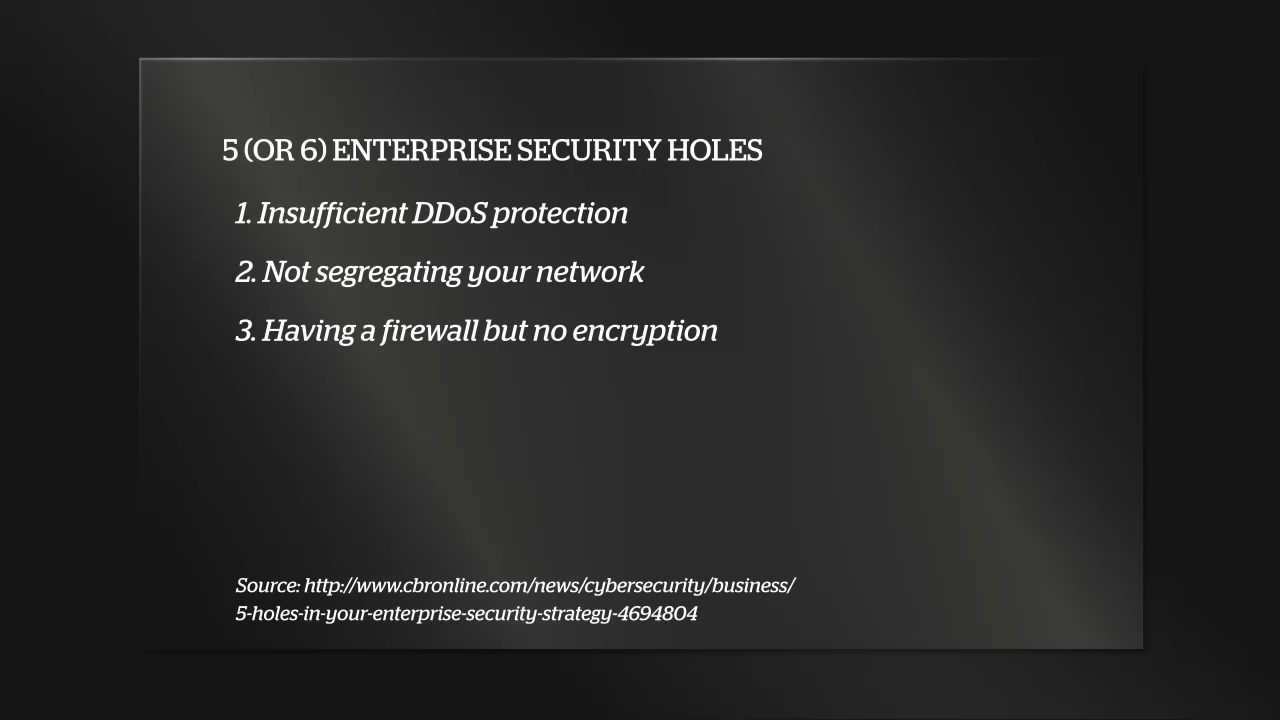 5 (OR 6) ENTERPRISE SECURITY HOLES
1. Insufficient DDoS protection
2. Not segregating your network
3. Having a firewall but no encryption
Source: http://www.cbronline.com/news/cybersecurity/business/
5-holes-in-your-enterprise-security-strategy-4694804